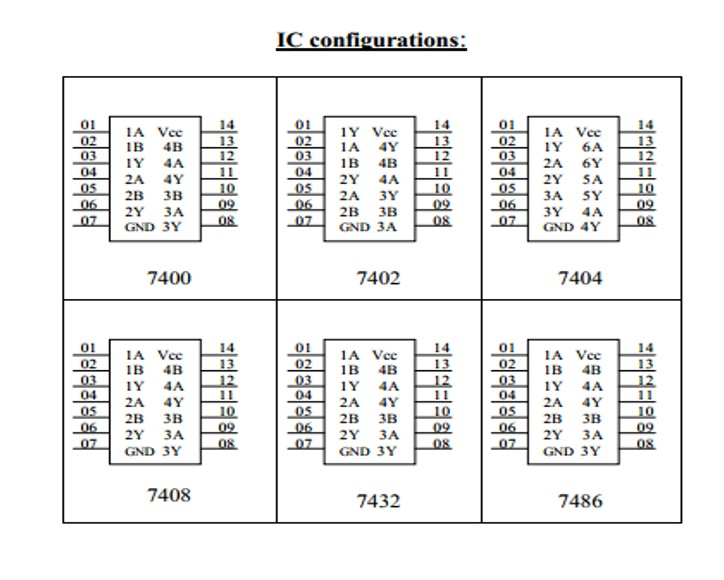 IC configurations:
01 1A Vcc 14
02 1B 4B 13
03 1Y 4A 12
04 2A 4Y 11
05 2B 3B 10
06 2Y 3A 09
07 GND 3Y 08
7400
01 1Y Vcc 14
02 1A 4Y 13
03 1B 4B 12
04 2Y 4A 11
05 2A 3Y 10
06 2B 3B 09
07 GND 3A 08
7402
01 1A Vcc 14
02 1Y 6A 13
03 2A 6Y 12
04 2Y 5A 11
05 3A 5Y 10
06 3Y 4A 09
07 GND 4Y 08
7404
01 1A Vcc 14
02 1B 4B 13
03 1Y 4A 12
04 2A 4Y 11
05 2B 3B 10
06 2Y 3A 09
07 GND 3Y 08
7408
01 1A Vcc 14
02 1B 4B 13
03 1Y 4A 12
04 2A 4Y 11
05 2B 3B 10
06 2Y 3A 09
07 GND 3Y 08
7432
01 1A Vcc 14
02 1B 4B 13
03 1Y 4A 12
04 2A 4Y 11
05 2B 3B 10
06 2Y 3A 09
07 GND 3Y 08
7486